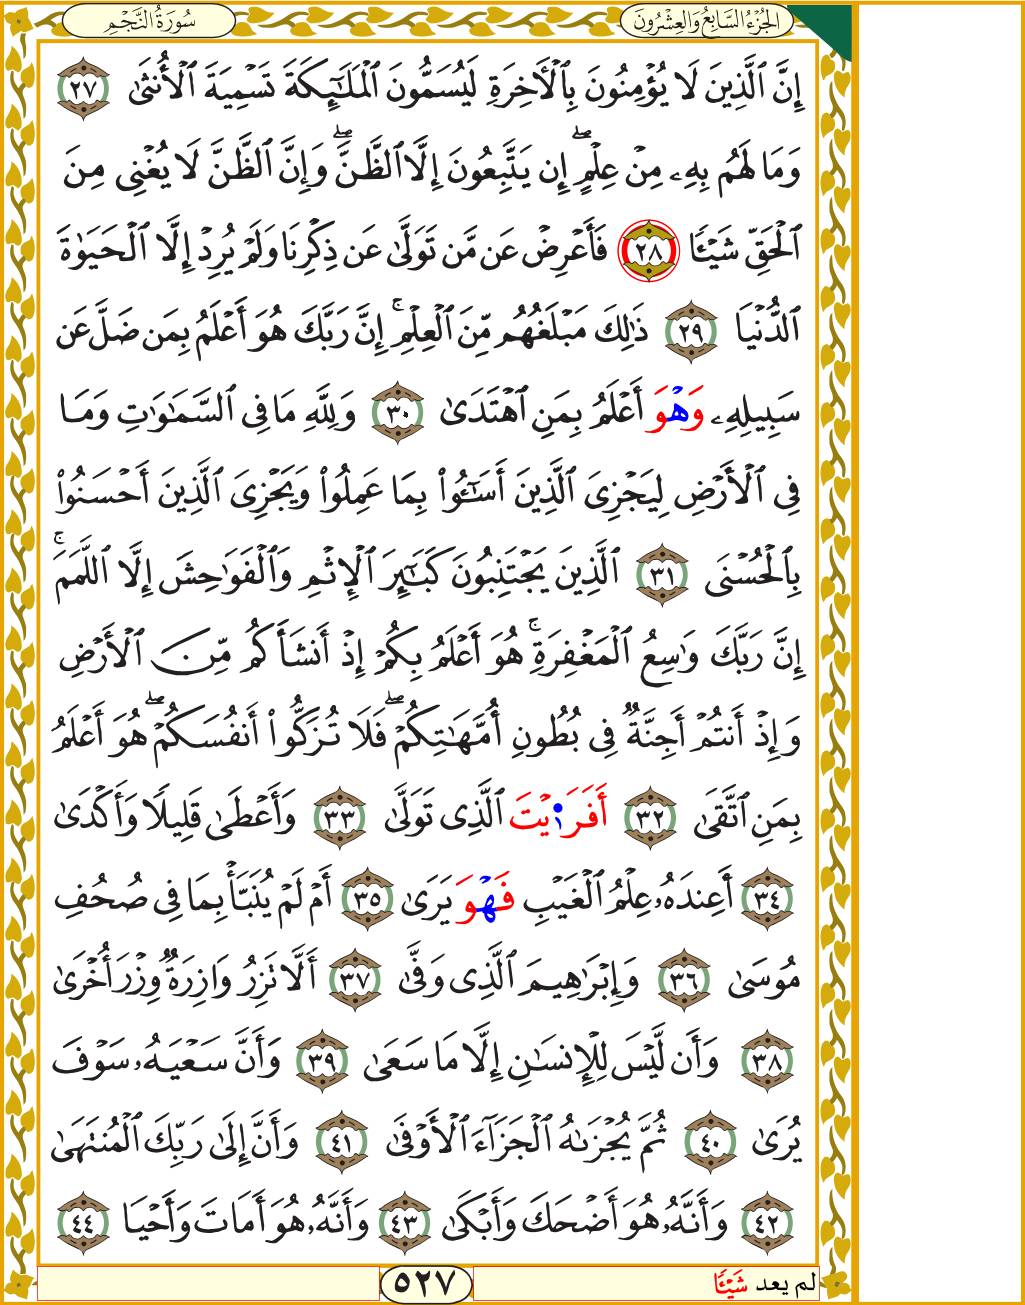 الجُزْءُ السَّابِعُ وَالعِشْرُونَ
سُورَةُ النَّجْمِ
إِنَّ ٱلَّذِينَ لَا يُؤْمِنُونَ بِٱلْأَخِرَةِ لَيُسَمُّونَ ٱلْمَلَـٰٓئِكَةَ تَسْمِيَةَ ٱلْأُنثَىٰ ٢٧
وَمَا لَهُم بِهِۦ مِنْ عِلْمٍ ۖ إِن يَتَّبِعُونَ إِلَّا ٱلظَّنَّ ۖ وَإِنَّ ٱلظَّنَّ لَا يُغْنِى مِنَ
ٱلْحَقِّ شَيْـًٔا ٢٨ فَأَعْرِضْ عَن مَّن تَوَلَّىٰ عَن ذِكْرِنَا وَلَمْ يُرِدْ إِلَّا ٱلْحَيَوٰةَ
ٱلدُّنْيَا ٢٩ ذَٰلِكَ مَبْلَغُهُم مِّنَ ٱلْعِلْمِ ۚ إِنَّ رَبَّكَ هُوَ أَعْلَمُ بِمَن ضَلَّ عَن
سَبِيلِهِۦ وَهْوَ أَعْلَمُ بِمَنِ ٱهْتَدَىٰ ٣٠ وَلِلَّهِ مَا فِى ٱلسَّمَـٰوَٰتِ وَمَا
فِى ٱلْأَرْضِ لِيَجْزِىَ ٱلَّذِينَ أَسَـٰٓـُٔوا۟ بِمَا عَمِلُوا۟ وَيَجْزِىَ ٱلَّذِينَ أَحْسَنُوا۟
بِٱلْحُسْنَى ٣١ ٱلَّذِينَ يَجْتَنِبُونَ كَبَـٰٓئِرَ ٱلْإِثْمِ وَٱلْفَوَٰحِشَ إِلَّا ٱللَّمَمَ ۚ
إِنَّ رَبَّكَ وَٰسِعُ ٱلْمَغْفِرَةِ ۚ هُوَ أَعْلَمُ بِكُمْ إِذْ أَنشَأَكُم مِّنَ ٱلْأَرْضِ
وَإِذْ أَنتُمْ أَجِنَّةٌ فِى بُطُونِ أُمَّهَـٰتِكُمْ ۖ فَلَا تُزَكُّوٓا۟ أَنفُسَكُمْ ۖ هُوَ أَعْلَمُ
بِمَنِ ٱتَّقَىٰ ٣٢ أَفَرَٰٔيْتَ ٱلَّذِى تَوَلَّىٰ ٣٣ وَأَعْطَىٰ قَلِيلًا وَأَكْدَىٰ
٣٤ أَعِندَهُۥ عِلْمُ ٱلْغَيْبِ فَهْوَ يَرَىٰ ٣٥ أَمْ لَمْ يُنَبَّأْ بِمَا فِى صُحُفِ
مُوسَىٰ ٣٦ وَإِبْرَٰهِيمَ ٱلَّذِى وَفَّىٰ ٣٧ أَلَّا تَزِرُ وَازِرَةٌ وِزْرَ أُخْرَىٰ
٣٨ وَأَن لَّيْسَ لِلْإِنسَـٰنِ إِلَّا مَا سَعَىٰ ٣٩ وَأَنَّ سَعْيَهُۥ سَوْفَ
يُرَىٰ ٤٠ ثُمَّ يُجْزَىٰهُ ٱلْجَزَآءَ ٱلْأَوْفَىٰ ٤١ وَأَنَّ إِلَىٰ رَبِّكَ ٱلْمُنتَهَىٰ
٤٢ وَأَنَّهُۥ هُوَ أَضْحَكَ وَأَبْكَىٰ ٤٣ وَأَنَّهُۥ هُوَ أَمَاتَ وَأَحْيَا ٤٤
لم يعد شَيْـًٔا
٥٢٧